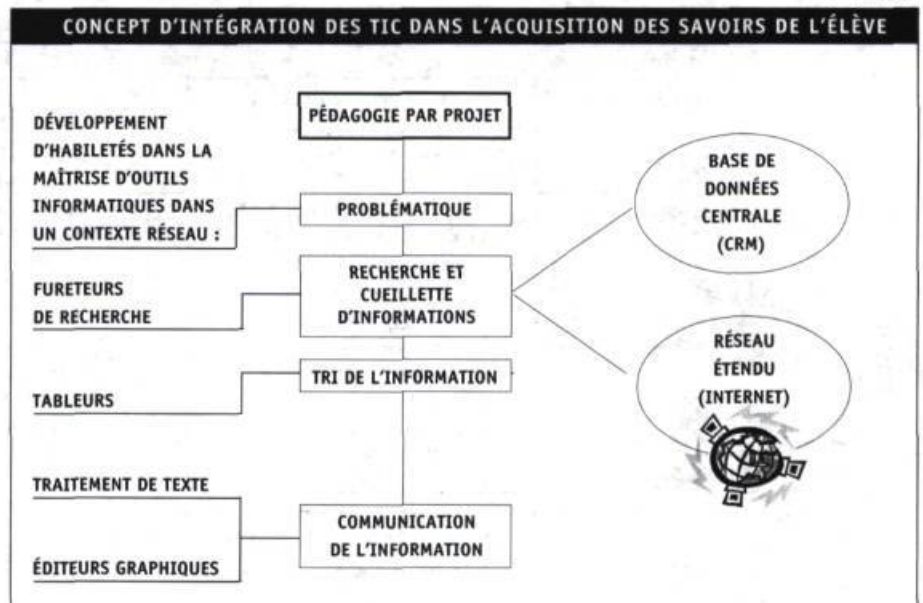 CONCEPT D'INTÉGRATION DES TIC DANS L'ACQUISITION DES SAVOIRS DE L'ÉLÈVE
PÉDAGOGIE PAR PROJET
DÉVELOPPEMENT
D'HABILETÉS DANS LA
MAÎTRISE D'OUTILS
INFORMATIQUES DANS
UN CONTEXTE RÉSEAU :
PROBLÉMATIQUE
BASE DE
DONNÉES
CENTRALE
(CRM)
FURETEURS
DE RECHERCHE
RECHERCHE ET
CUEILLETTE
D'INFORMATIONS
RÉSEAU
ÉTENDU
(INTERNET)
TABLEURS
TRI DE L'INFORMATION
TRAITEMENT DE TEXTE
ÉDITEURS GRAPHIQUES
COMMUNICATION
DE L'INFORMATION